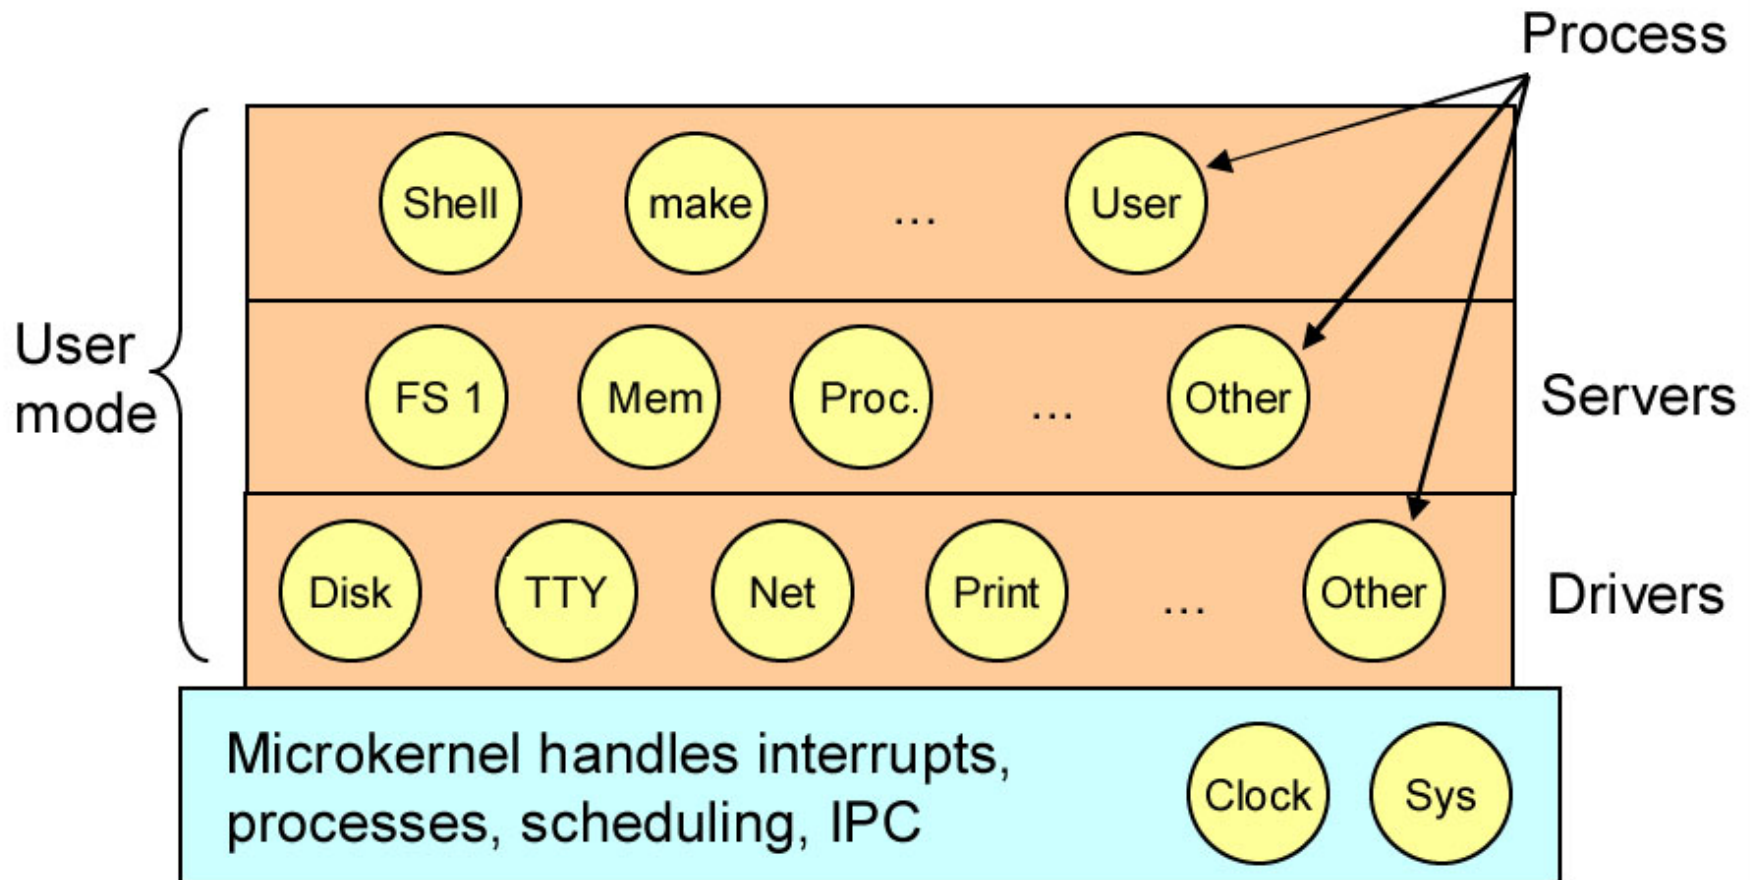 Process
Shell make ... User
User
mode
FS 1 Mem Proc. ... Other
Servers
Disk TTY Net Print ... Other
Drivers
Microkernel handles interrupts,
processes, scheduling, IPC
Clock Sys